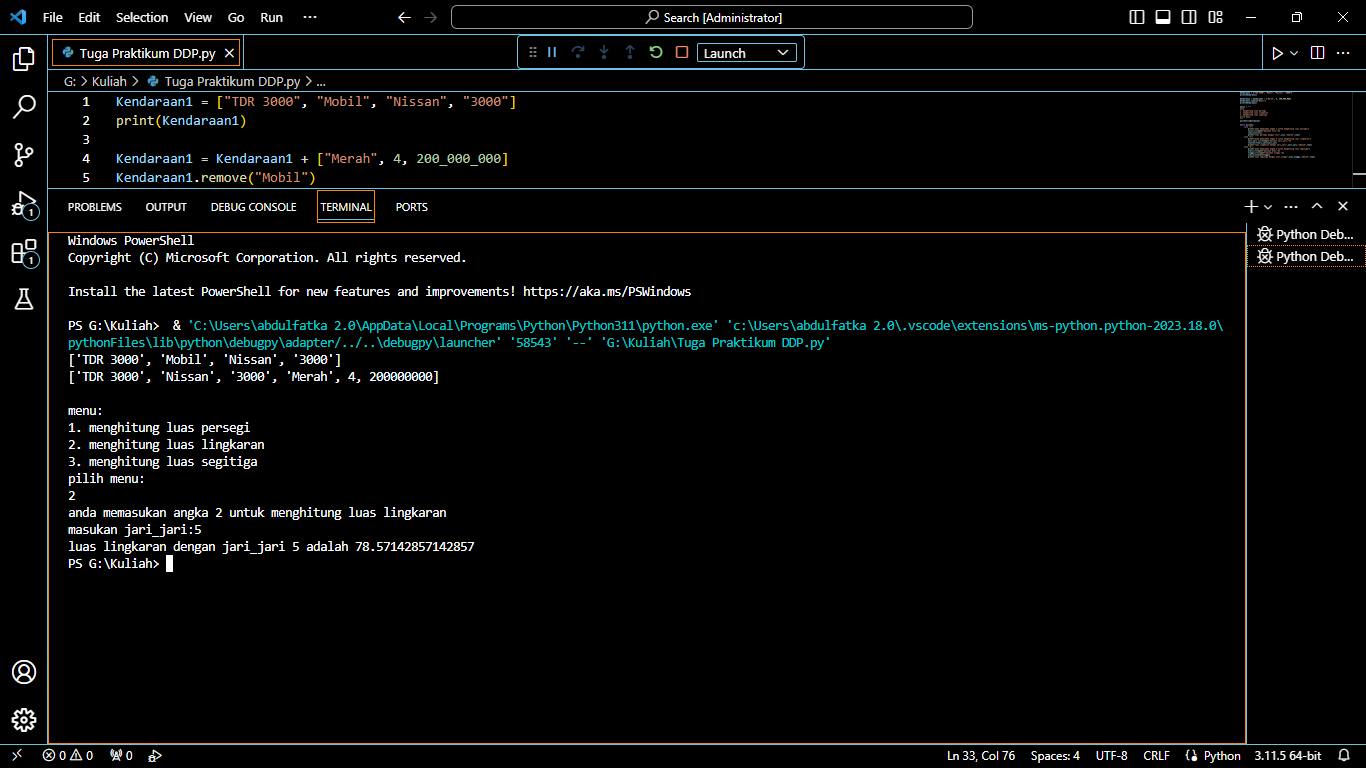 File Edit Selection View Go Run ··· Search [Administrator]
Tuga Praktikum DDP.py Launch
G: > Kuliah > Tuga Praktikum DDP.py > ...
1 Kendaraan1 = ["TDR 3000", "Mobil", "Nissan", "3000"]
2 print(Kendaraan1)
3
4 Kendaraan1 = Kendaraan1 + ["Merah", 4, 200_000_000]
5 Kendaraan1.remove("Mobil")
PROBLEMS OUTPUT DEBUG CONSOLE TERMINAL PORTS
Python Deb...
Python Deb...
Windows PowerShell
Copyright (C) Microsoft Corporation. All rights reserved.
Install the latest PowerShell for new features and improvements! https://aka.ms/PSWindows
PS G:\Kuliah>  & 'C:\Users\abdulfatka 2.0\AppData\Local\Programs\Python\Python311\python.exe' 'c:\Users\abdulfatka 2.0\.vscode\extensions\ms-python.python-2023.18.0\
pythonFiles\lib\python\debugpy\adapter/../..\debugpy\launcher' '58543' '--' 'G:\Kuliah\Tuga Praktikum DDP.py'
['TDR 3000', 'Mobil', 'Nissan', '3000']
['TDR 3000', 'Nissan', '3000', 'Merah', 4, 200000000]
menu:
1. menghitung luas persegi
2. menghitung luas lingkaran
3. menghitung luas segitiga
pilih menu:
2
anda memasukan angka 2 untuk menghitung luas lingkaran
masukan jari_jari:5
luas lingkaran dengan jari_jari 5 adalah 78.57142857142857
PS G:\Kuliah>
1
1
0 0 0 Ln 33, Col 76 Spaces: 4 UTF-8 CRLF Python 3.11.5 64-bit